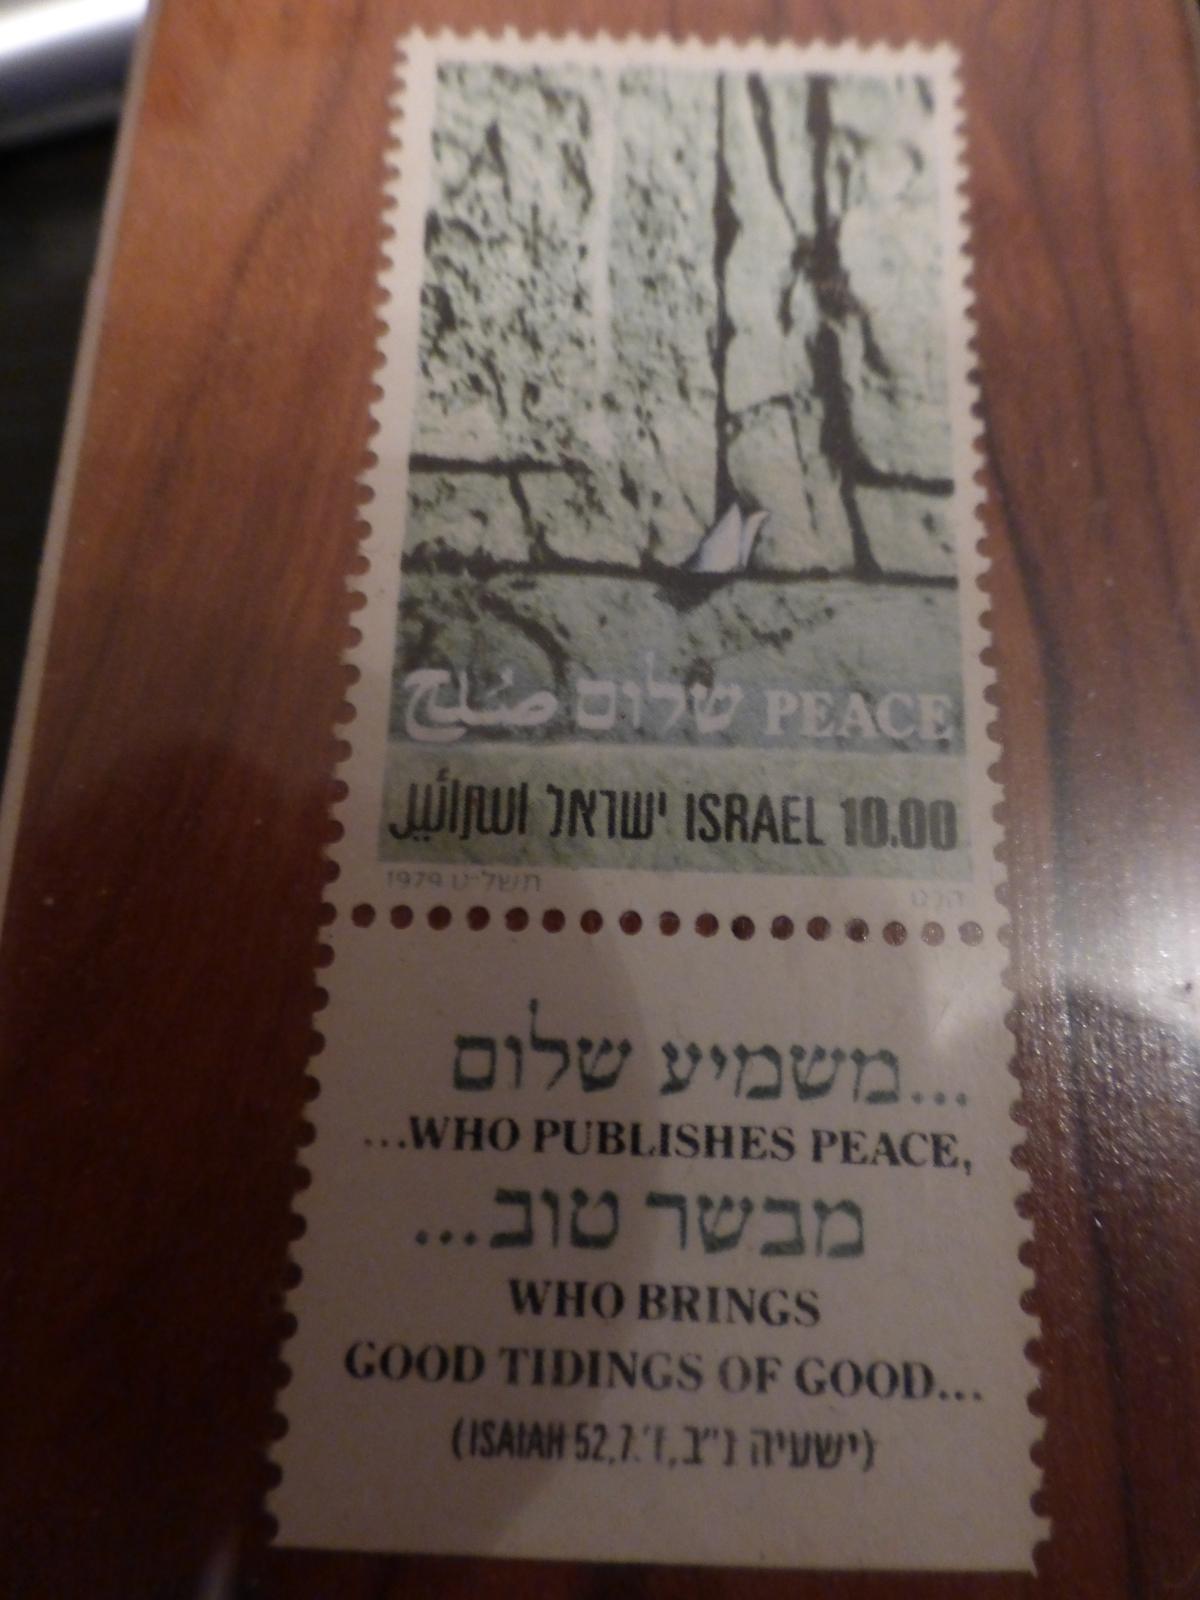 PEACE שלום صُلح
اسرائيل ישראל ISRAEL 10.00
1979 תשל״ט
...משמיע שלום
...WHO PUBLISHES PEACE,
מבשר טוב...
WHO BRINGS
GOOD TIDINGS OF GOOD...
(ישעיה נ״ב, ז׳. ISAIAH 52,7)